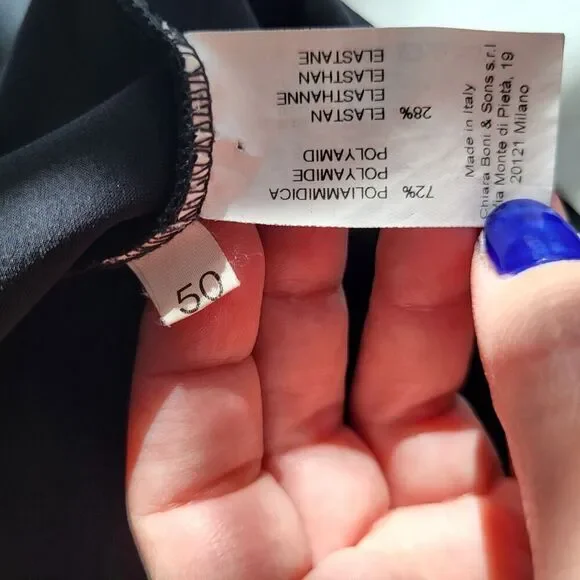 72% POLIAMMIDICA
POLYAMIDE
POLYAMID
28% ELASTAN
ELASTHANNE
ELASTHAN
ELASTANE
Made in Italy
Chiara Boni & Sons s.r.l
Monte di Pietà, 19
20121 Milano
50